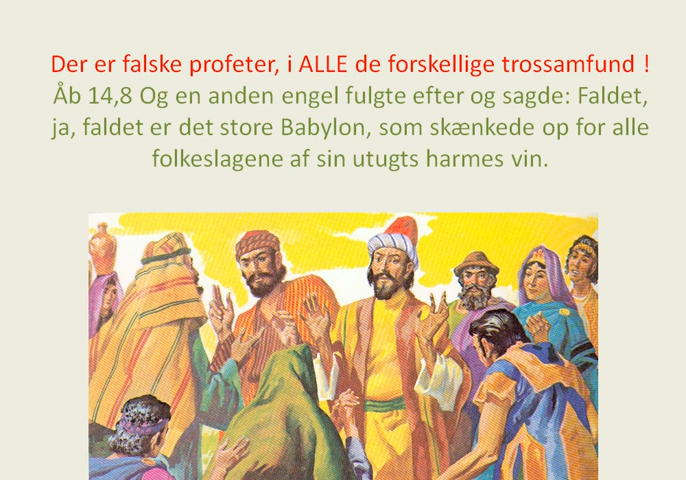 Der er falske profeter, i ALLE de forskellige trossamfund !
Åb 14,8 Og en anden engel fulgte efter og sagde: Faldet,
ja, faldet er det store Babylon, som skænkede op for alle
folkeslagene af sin utugts harmes vin.